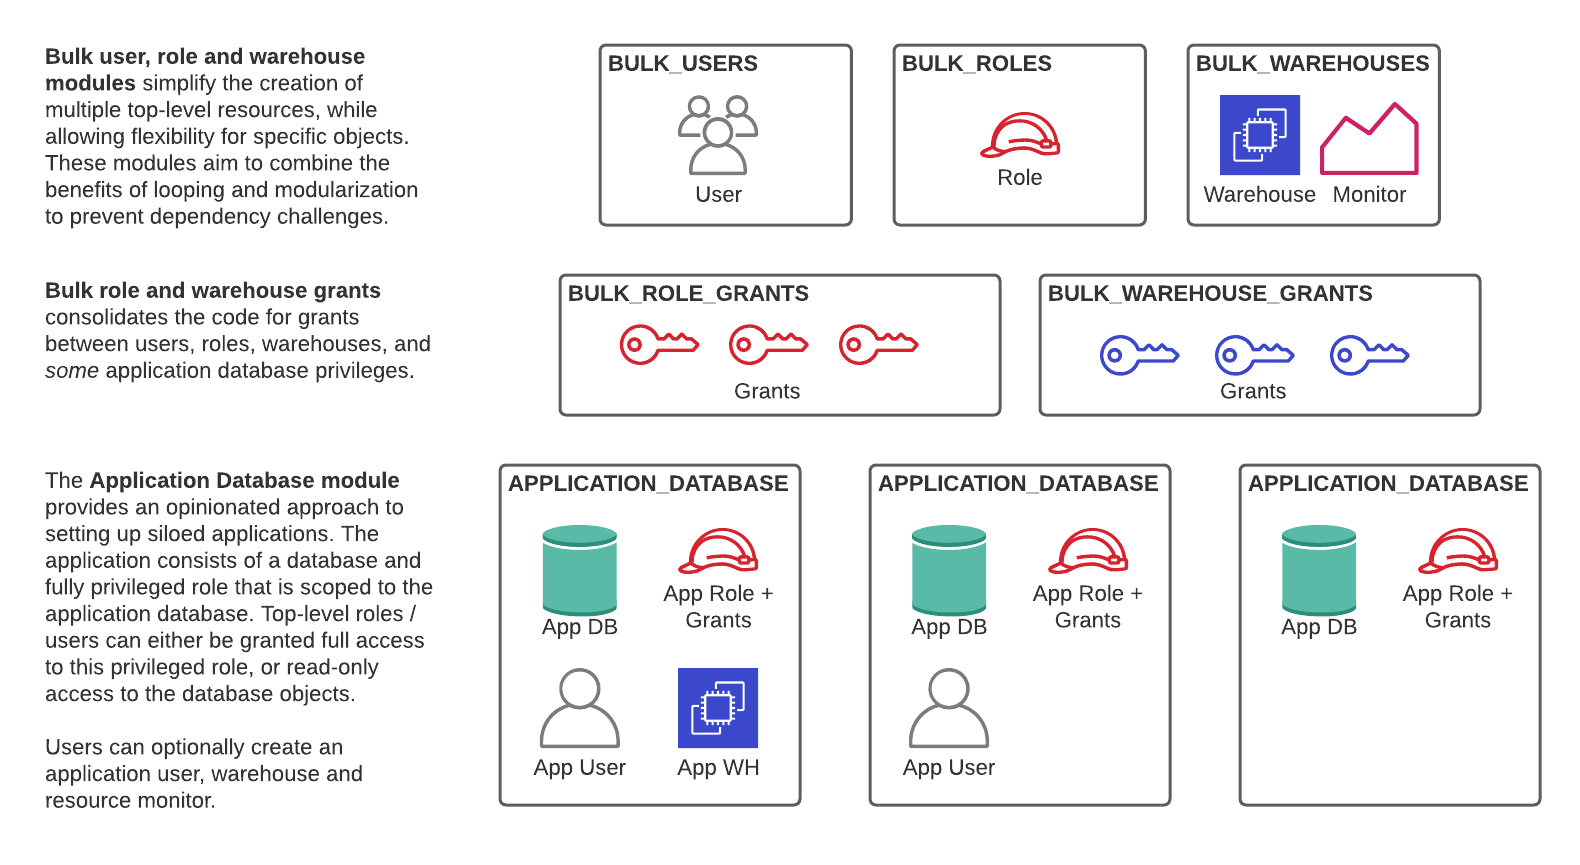 Bulk user, role and warehouse
modules simplify the creation of
multiple top-level resources, while
allowing flexibility for specific objects.
These modules aim to combine the
benefits of looping and modularization
to prevent dependency challenges.
BULK_USERS
User
BULK_ROLES
Role
BULK_WAREHOUSES
Warehouse
Monitor
Bulk role and warehouse grants
consolidates the code for grants
between users, roles, warehouses, and
some application database privileges.
BULK_ROLE_GRANTS
Grants
BULK_WAREHOUSE_GRANTS
Grants
The Application Database module
provides an opinionated approach to
setting up siloed applications. The
application consists of a database and
fully privileged role that is scoped to the
application database. Top-level roles /
users can either be granted full access
to this privileged role, or read-only
access to the database objects.
Users can optionally create an
application user, warehouse and
resource monitor.
APPLICATION_DATABASE
App DB
App Role +
Grants
App User
App WH
APPLICATION_DATABASE
App DB
App Role +
Grants
App User
APPLICATION_DATABASE
App DB
App Role +
Grants